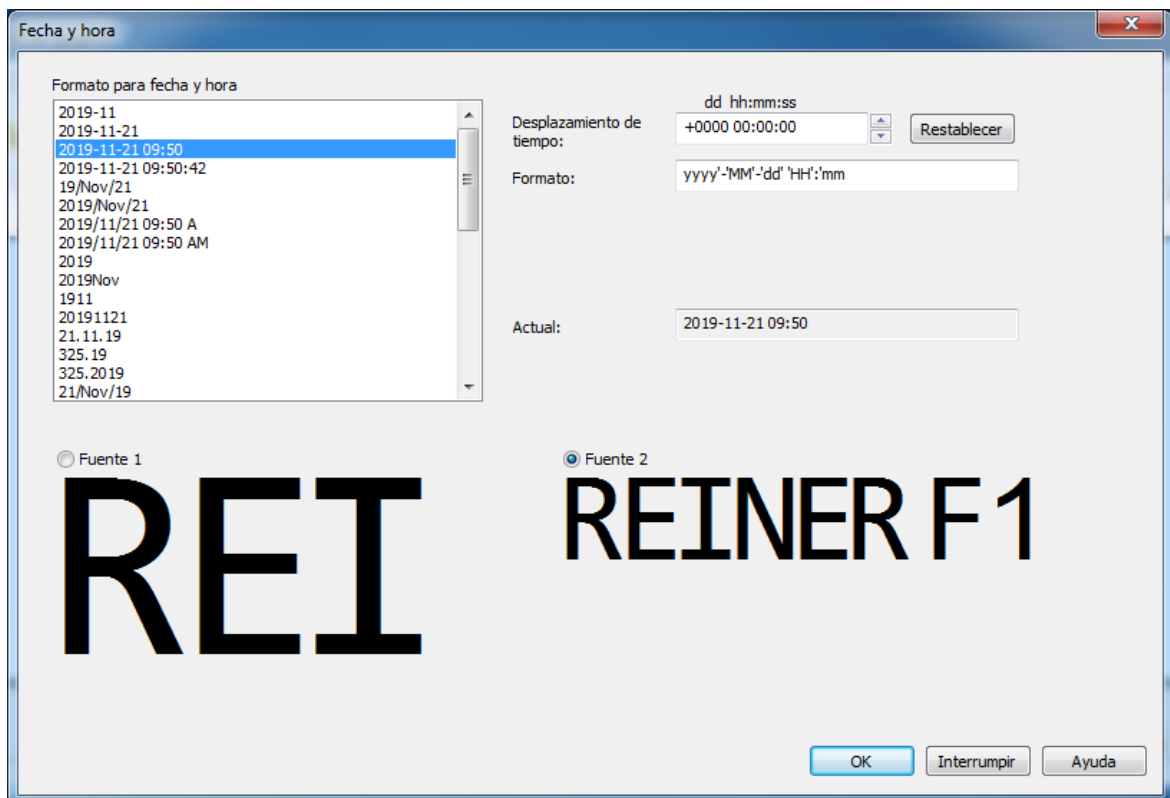 Fecha y hora
Formato para fecha y hora
2019-11
2019-11-21
2019-11-21 09:50
2019-11-21 09:50:42
19/Nov/21
2019/Nov/21
2019/11/21 09:50 A
2019/11/21 09:50 AM
2019
2019Nov
1911
20191121
21.11.19
325.19
325.2019
21/Nov/19
dd hh:mm:ss
Desplazamiento de
tiempo:
+0000 00:00:00
Restablecer
Formato:
yyyy'-'MM'-'dd' 'HH':'mm
Actual:
2019-11-21 09:50
Fuente 1
REI
Fuente 2
REINER F1
OK
Interrumpir
Ayuda